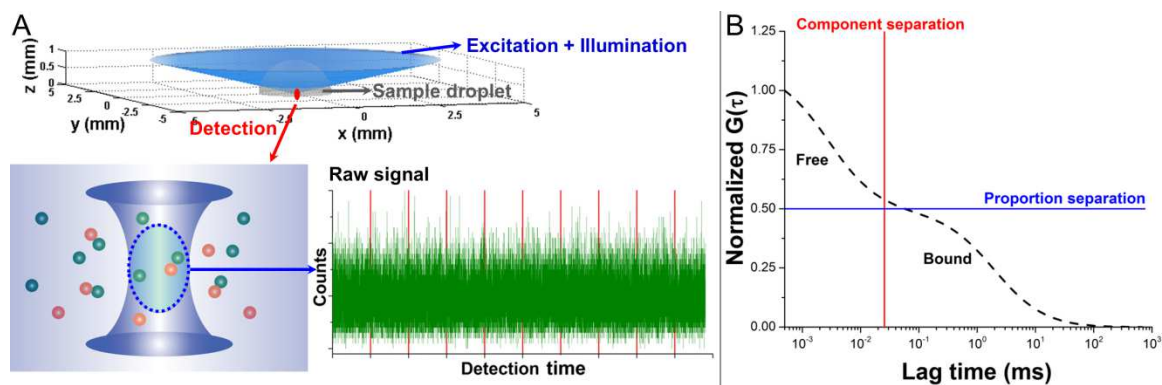 A
z (mm)
1
0.5
0
5
2.5
0
-2.5
-5
y (mm)
-5
-2.5
0
2.5
5
x (mm)
Excitation + Illumination
Sample droplet
Detection
Raw signal
Counts
Detection time
B
Component separation
Normalized G(τ)
1.25
1.00
0.75
0.50
0.25
0.00
Free
Proportion separation
Bound
10⁻³ 10⁻² 10⁻¹ 10⁰ 10¹ 10² 10³
Lag time (ms)